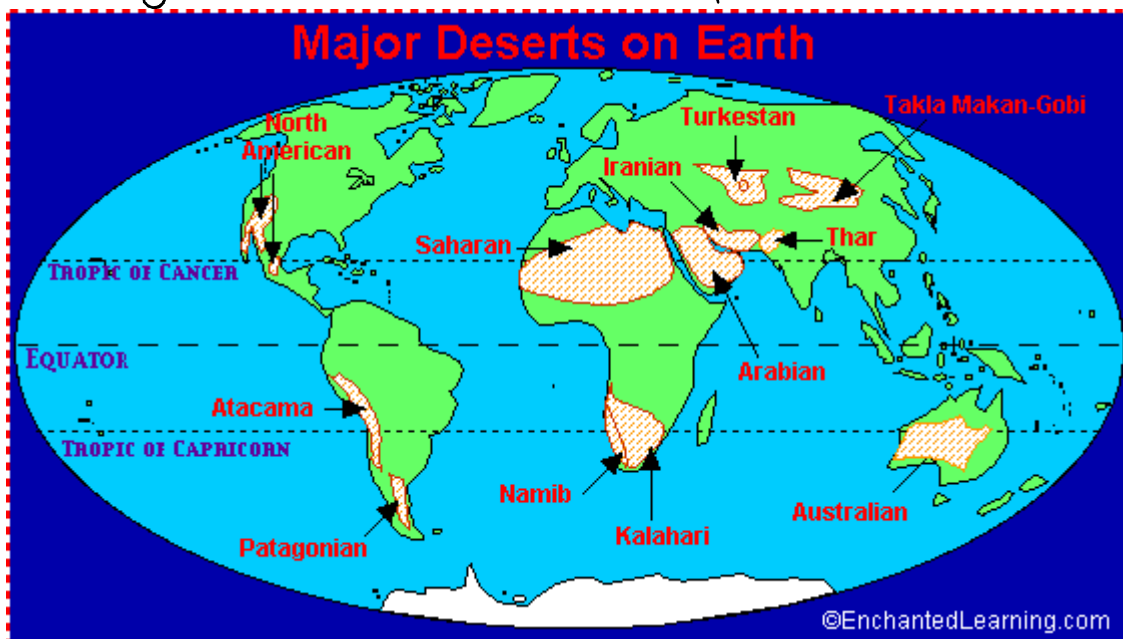 Major Deserts on Earth
North
American
Turkestan
Takla Makan-Gobi
Iranian
Saharan
Thar
TROPIC OF CANCER
EQUATOR
Arabian
Atacama
TROPIC OF CAPRICORN
Namib
Australian
Kalahari
Patagonian
©EnchantedLearning.com